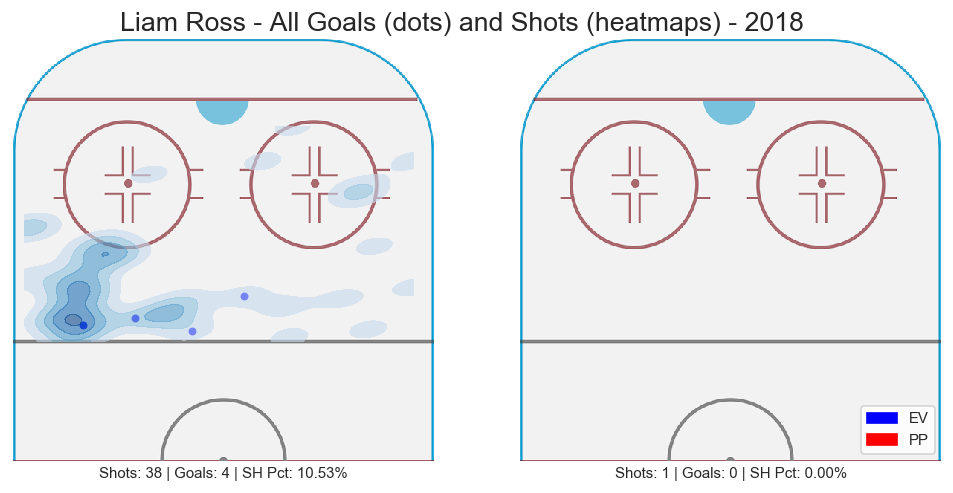 Liam Ross - All Goals (dots) and Shots (heatmaps) - 2018
EV
PP
Shots: 38 | Goals: 4 | SH Pct: 10.53%
Shots: 1 | Goals: 0 | SH Pct: 0.00%